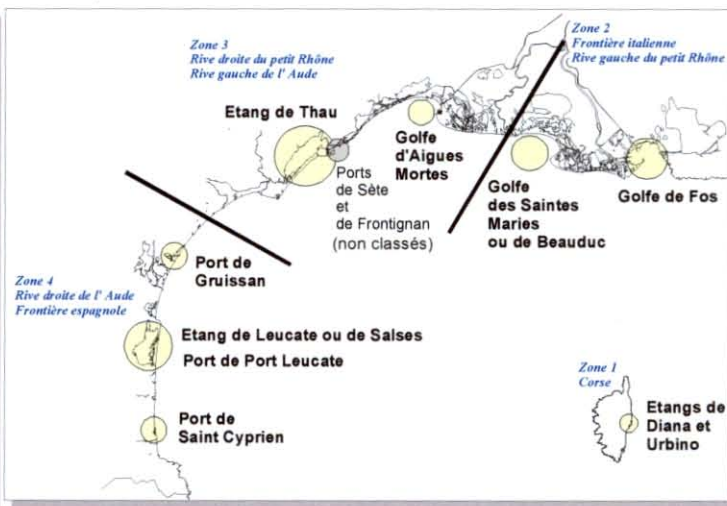 Zone 3
Rive droite du petit Rhône
Rive gauche de l'Aude
Zone 2
Frontière italienne
Rive gauche du petit Rhône
Etang de Thau
Golfe
d'Aigues
Mortes
Ports
de Sète
et
de Frontignan
(non classés)
Golfe
des Saintes
Maries
ou de Beauduc
Golfe de Fos
Port de
Gruissan
Zone 4
Rive droite de l' Aude
Frontière espagnole
Etang de Leucate ou de Salses
Port de Port Leucate
Port de
Saint Cyprien
Zone 1
Corse
Etangs de
Diana et
Urbino